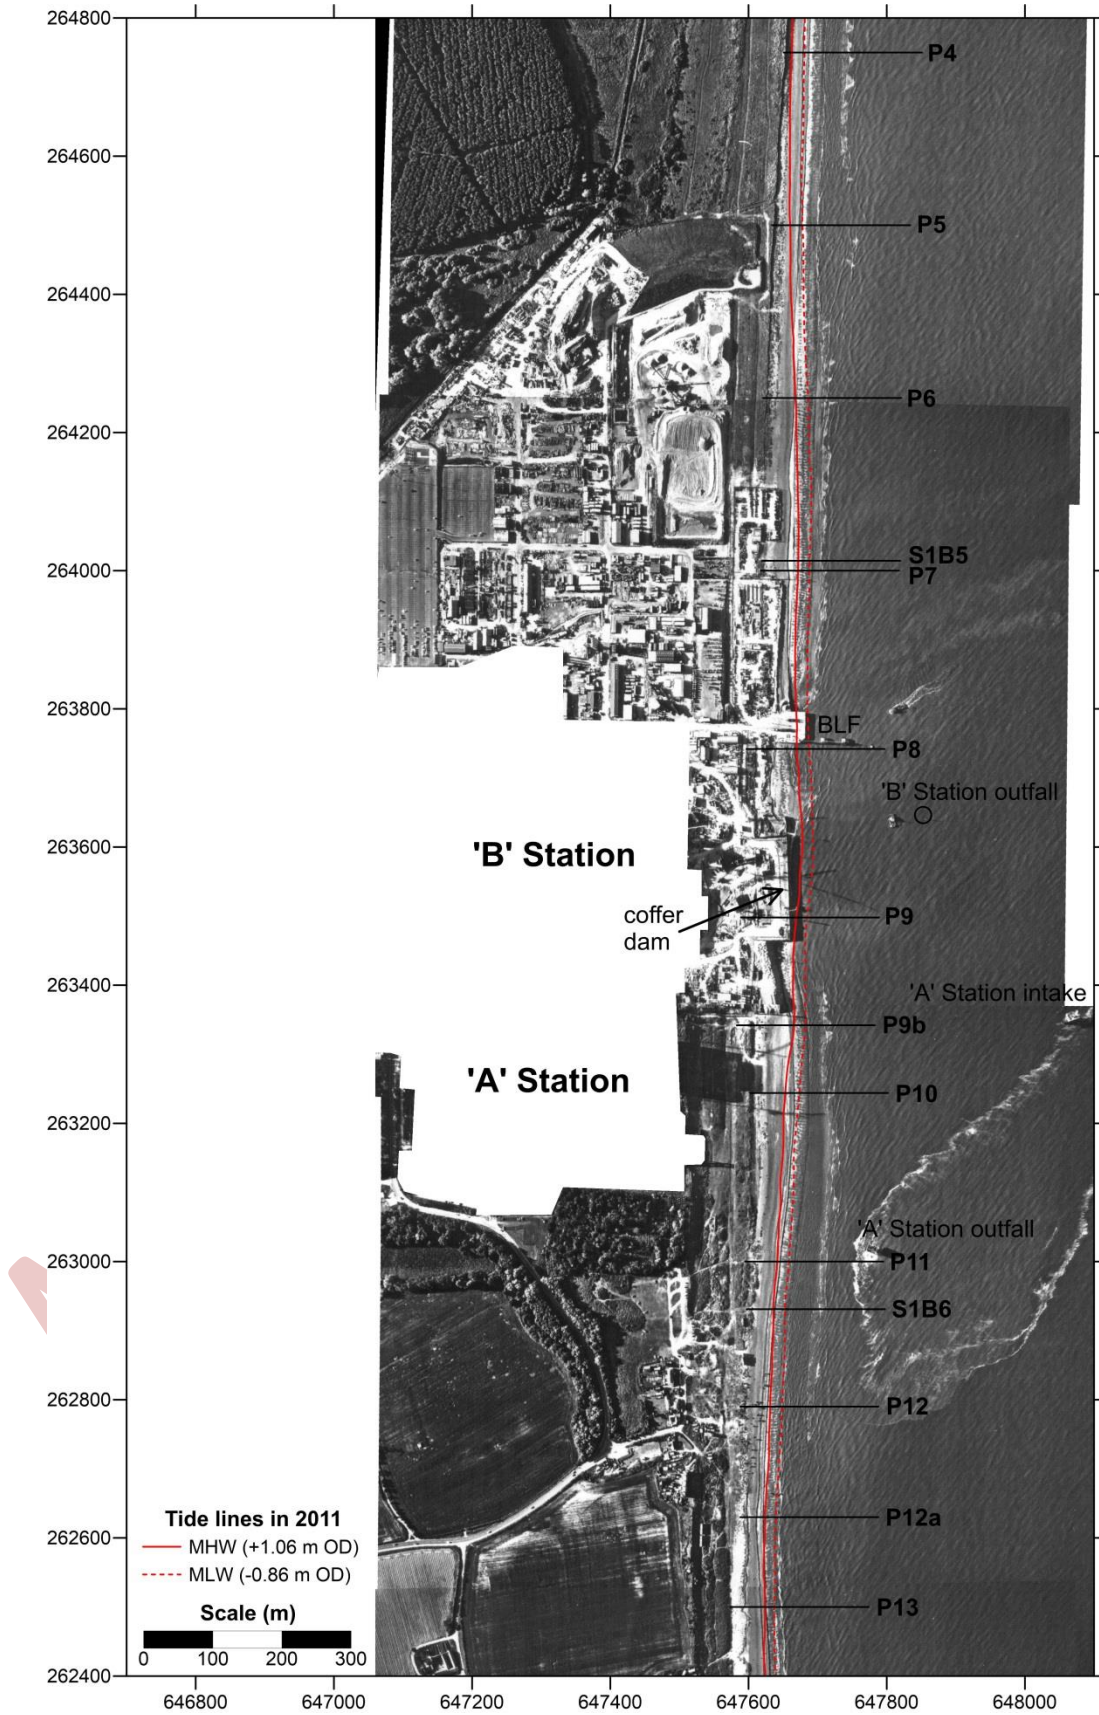 264800
P4
264600
P5
264400
P6
264200
S1B5
264000
P7
263800
BLF
P8
'B' Station outfall
263600
'B' Station
coffer
dam
P9
263400
'A' Station intake
P9b
'A' Station
P10
263200
'A' Station outfall
263000
P11
S1B6
262800
P12
262600
P12a
Tide lines in 2011
MHW (+1.06 m OD)
MLW (-0.86 m OD)
Scale (m)
0 100 200 300
P13
262400
646800 647000 647200 647400 647600 647800 648000